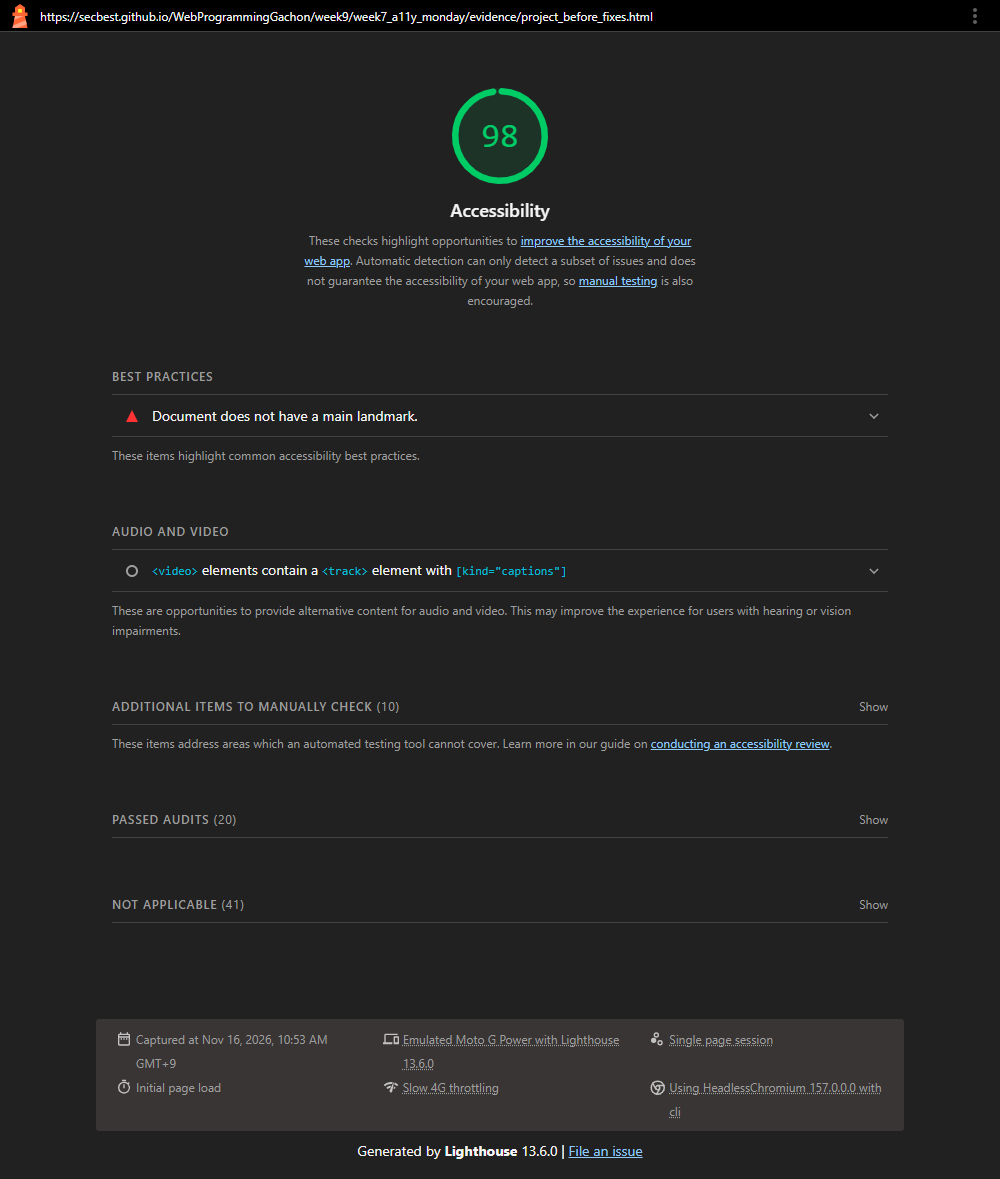 https://secbest.github.io/WebProgrammingGachon/week9/week7_a11y_monday/evidence/project_before_fixes.html
98
Accessibility
These checks highlight opportunities to improve the accessibility of your
web app. Automatic detection can only detect a subset of issues and does
not guarantee the accessibility of your web app, so manual testing is also
encouraged.
BEST PRACTICES
Document does not have a main landmark.
These items highlight common accessibility best practices.
AUDIO AND VIDEO
<video> elements contain a <track> element with [kind="captions"]
These are opportunities to provide alternative content for audio and video. This may improve the experience for users with hearing or vision
impairments.
ADDITIONAL ITEMS TO MANUALLY CHECK (10) Show
These items address areas which an automated testing tool cannot cover. Learn more in our guide on conducting an accessibility review.
PASSED AUDITS (20) Show
NOT APPLICABLE (41) Show
Captured at Nov 16, 2026, 10:53 AM
GMT+9
Emulated Moto G Power with Lighthouse
13.6.0
Single page session
Initial page load
Slow 4G throttling
Using HeadlessChromium 157.0.0.0 with
cli
Generated by Lighthouse 13.6.0 | File an issue